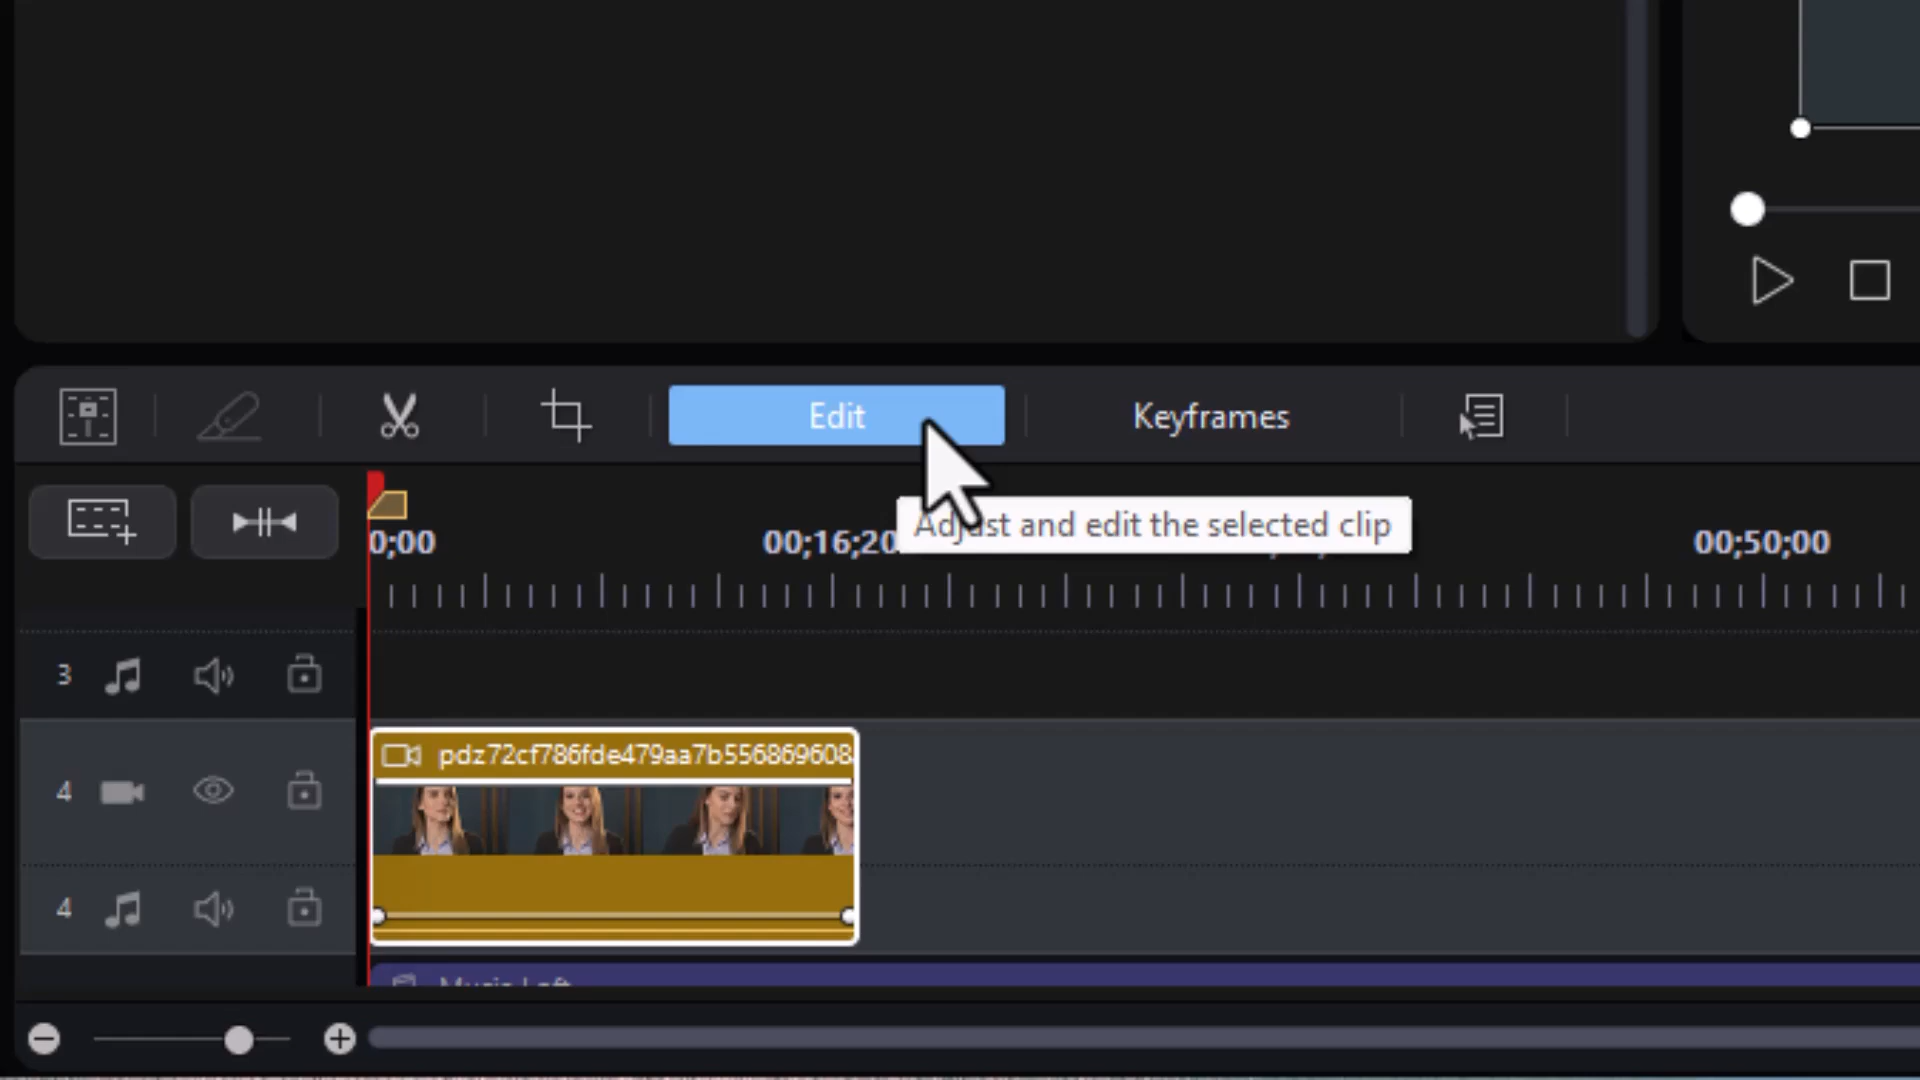 Edit
Keyframes
Adjust and edit the selected clip
0;00
00;16;20
00;50;00
3
4
pdz72cf786fde479aa7b556869608
4